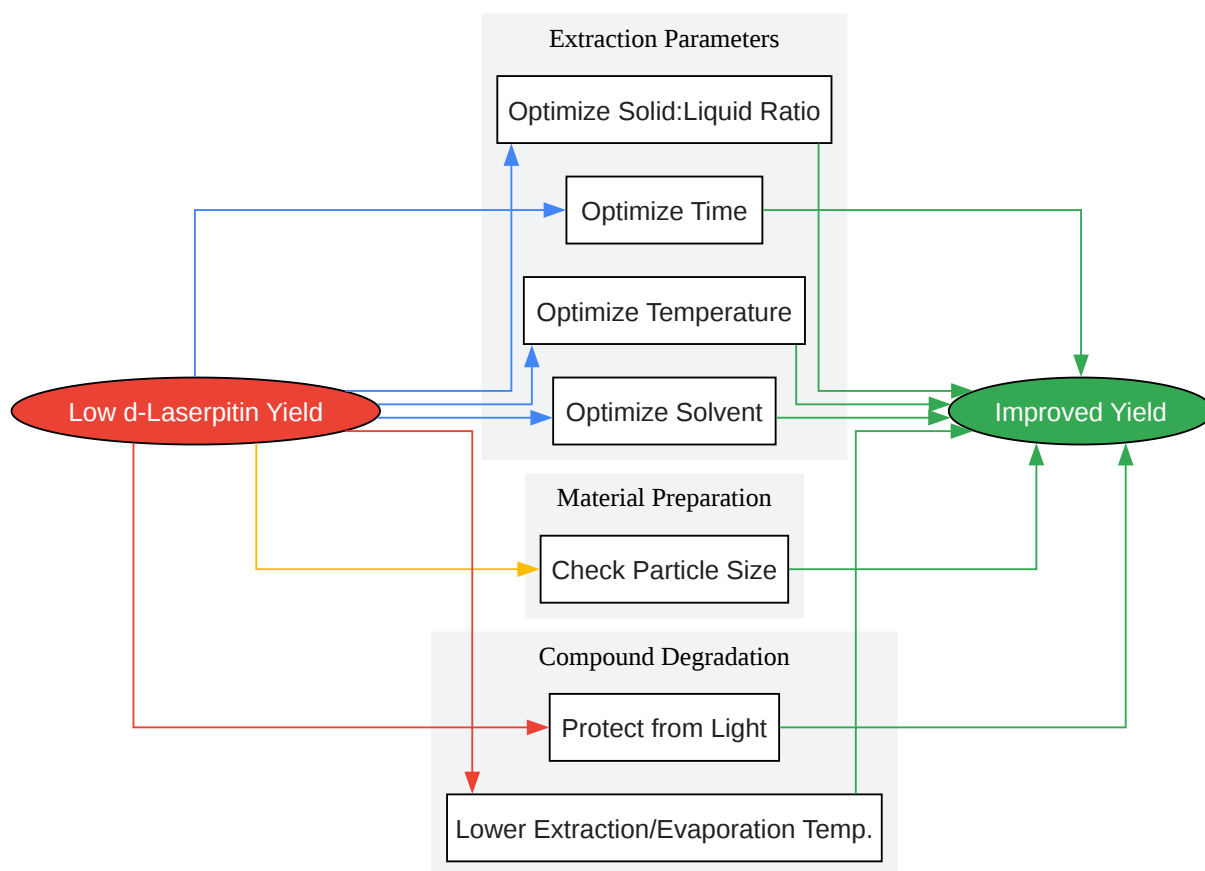 Extraction Parameters
Optimize Solid:Liquid Ratio
Optimize Time
Optimize Temperature
Low d-Laserpitin Yield
Optimize Solvent
Improved Yield
Material Preparation
Check Particle Size
Compound Degradation
Protect from Light
Lower Extraction/Evaporation Temp.